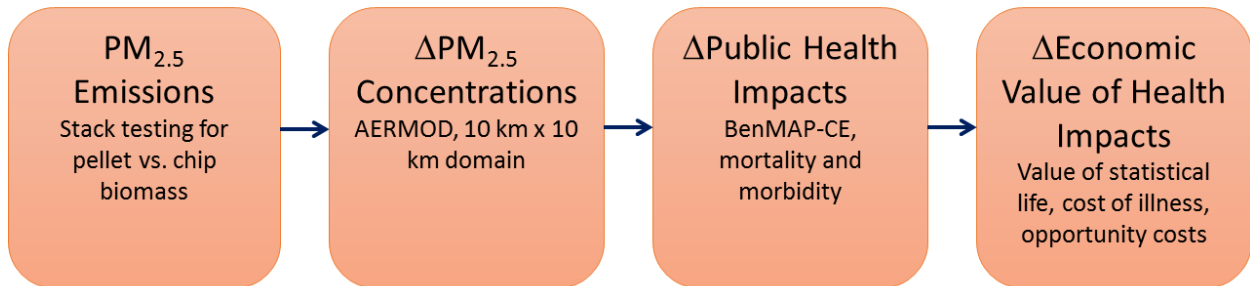 PM2.5
Emissions
Stack testing for
pellet vs. chip
biomass
ΔPM2.5
Concentrations
AERMOD, 10 km x 10
km domain
ΔPublic Health
Impacts
BenMAP-CE,
mortality and
morbidity
ΔEconomic
Value of Health
Impacts
Value of statistical
life, cost of illness,
opportunity costs